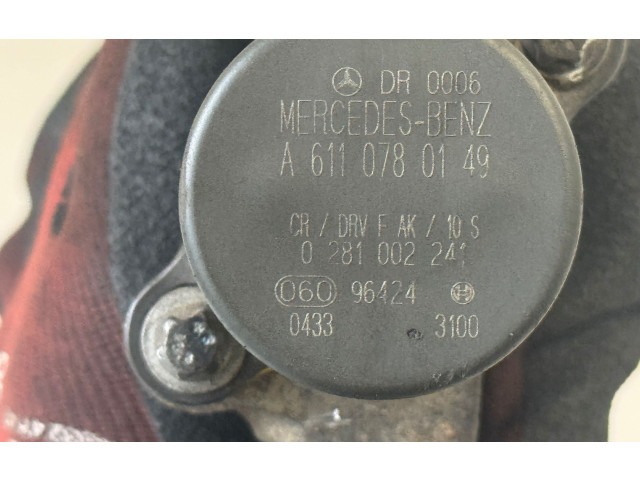 DR 0006
MERCEDES-BENZ
A 611 078 01 49
CR / DRV F AK / 10 S
0 281 002 241
060 96424
0433 3100